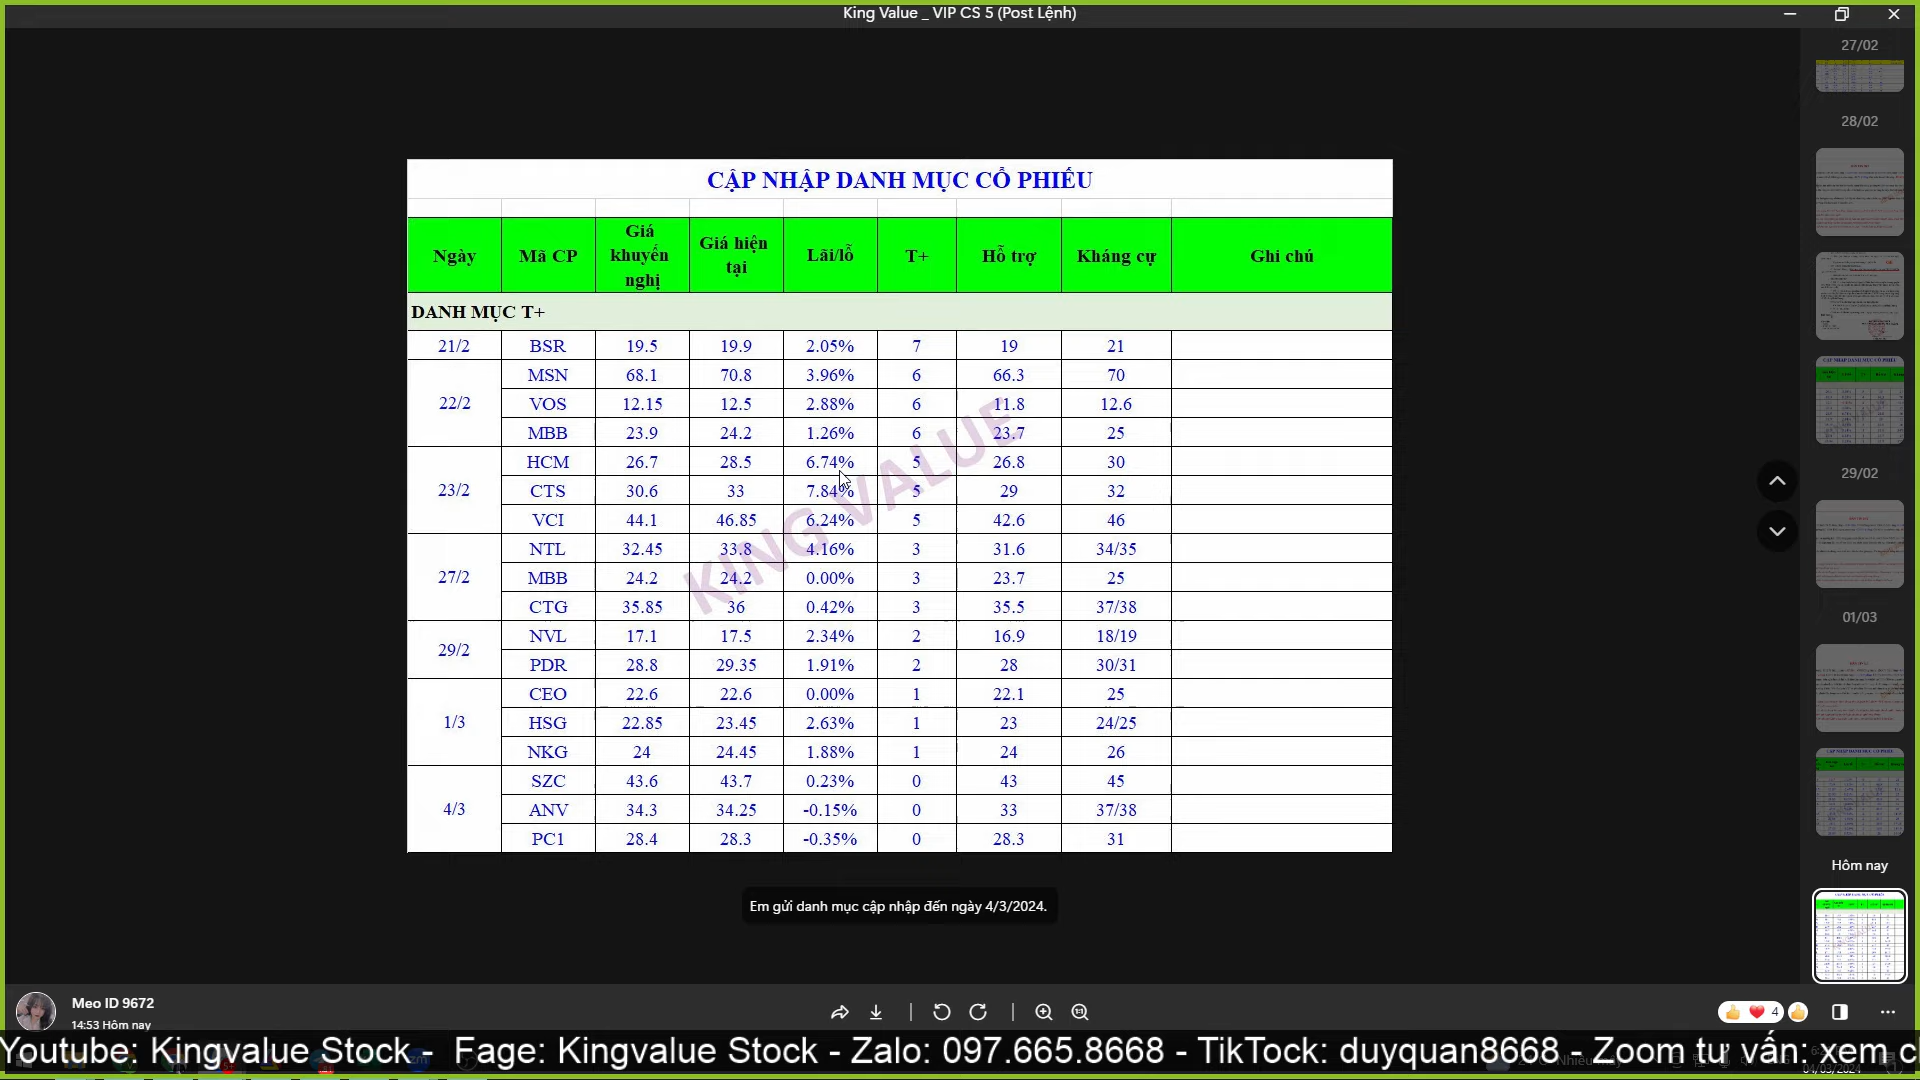 King Value _ VIP CS 5 (Post Lệnh)
27/02
28/02
29/02
01/03
Hôm nay
CẬP NHẬP DANH MỤC CỔ PHIẾU
Ngày Mã CP Giá khuyến nghị Giá hiện tại Lãi/lỗ T+ Hỗ trợ Kháng cự Ghi chú
DANH MỤC T+
21/2 BSR 19.5 19.9 2.05% 7 19 21
22/2 MSN 68.1 70.8 3.96% 6 66.3 70
VOS 12.15 12.5 2.88% 6 11.8 12.6
MBB 23.9 24.2 1.26% 6 23.7 25
23/2 HCM 26.7 28.5 6.74% 5 26.8 30
CTS 30.6 33 7.84% 5 29 32
VCI 44.1 46.85 6.24% 5 42.6 46
27/2 NTL 32.45 33.8 4.16% 3 31.6 34/35
MBB 24.2 24.2 0.00% 3 23.7 25
CTG 35.85 36 0.42% 3 35.5 37/38
29/2 NVL 17.1 17.5 2.34% 2 16.9 18/19
PDR 28.8 29.35 1.91% 2 28 30/31
1/3 CEO 22.6 22.6 0.00% 1 22.1 25
HSG 22.85 23.45 2.63% 1 23 24/25
NKG 24 24.45 1.88% 1 24 26
4/3 SZC 43.6 43.7 0.23% 0 43 45
ANV 34.3 34.25 -0.15% 0 33 37/38
PC1 28.4 28.3 -0.35% 0 28.3 31
KING VALUE
Em gửi danh mục cập nhập đến ngày 4/3/2024.
Meo ID 9672
14:53 Hôm nay
4
Youtube: Kingvalue Stock - Fage: Kingvalue Stock - Zalo: 097.665.8668 - TikTock: duyquan8668 - Zoom tư vấn: xem
04/03/2024